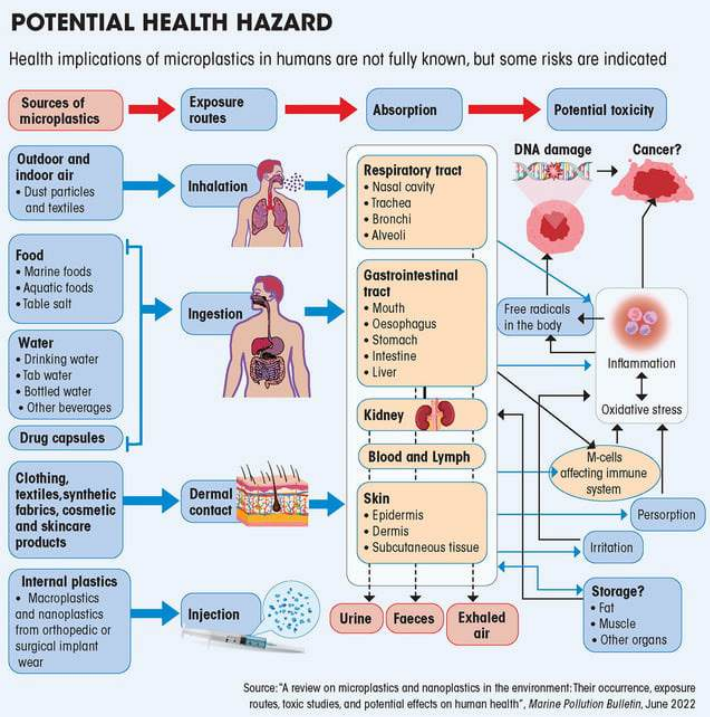 POTENTIAL HEALTH HAZARD
Health implications of microplastics in humans are not fully known, but some risks are indicated
Sources of
microplastics
Exposure
routes
Absorption
Potential toxicity
Outdoor and
indoor air
• Dust particles
and textiles
Inhalation
Respiratory tract
• Nasal cavity
• Trachea
• Bronchi
• Alveoli
DNA damage
Cancer?
Food
• Marine foods
• Aquatic foods
• Table salt
Water
• Drinking water
• Tab water
• Bottled water
• Other beverages
Drug capsules
Ingestion
Gastrointestinal
tract
• Mouth
• Oesophagus
• Stomach
• Intestine
• Liver
Free radicals
in the body
Inflammation
Oxidative stress
Kidney
Blood and Lymph
M-cells
affecting immune
system
Clothing,
textiles, synthetic
fabrics, cosmetic
and skincare
products
Dermal
contact
Skin
• Epidermis
• Dermis
• Subcutaneous tissue
Persorption
Irritation
Internal plastics
• Macroplastics
and nanoplastics
from orthopedic or
surgical implant
wear
Injection
Urine
Faeces
Exhaled
air
Storage?
• Fat
• Muscle
• Other organs
Source: "A review on microplastics and nanoplastics in the environment: Their occurrence, exposure
routes, toxic studies, and potential effects on human health", Marine Pollution Bulletin, June 2022